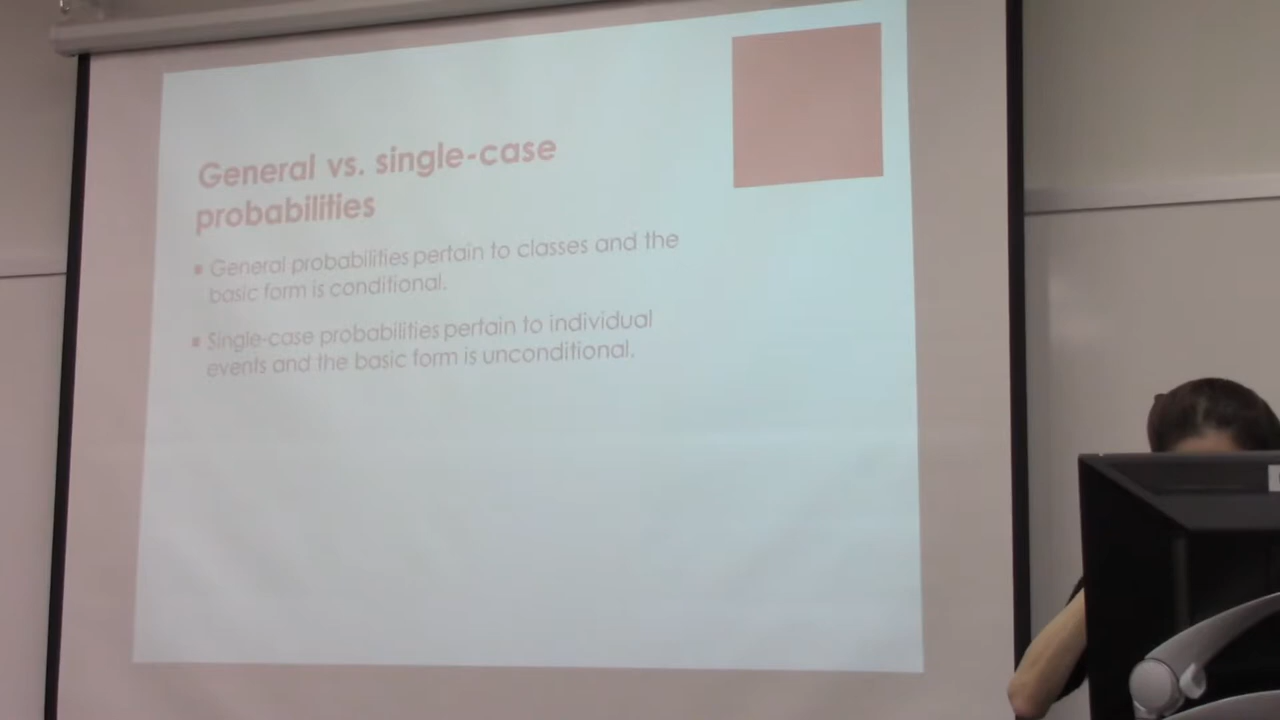 General vs. single-case
probabilities
General probabilities pertain to classes and the
basic form is conditional.
Single-case probabilities pertain to individual
events and the basic form is unconditional.